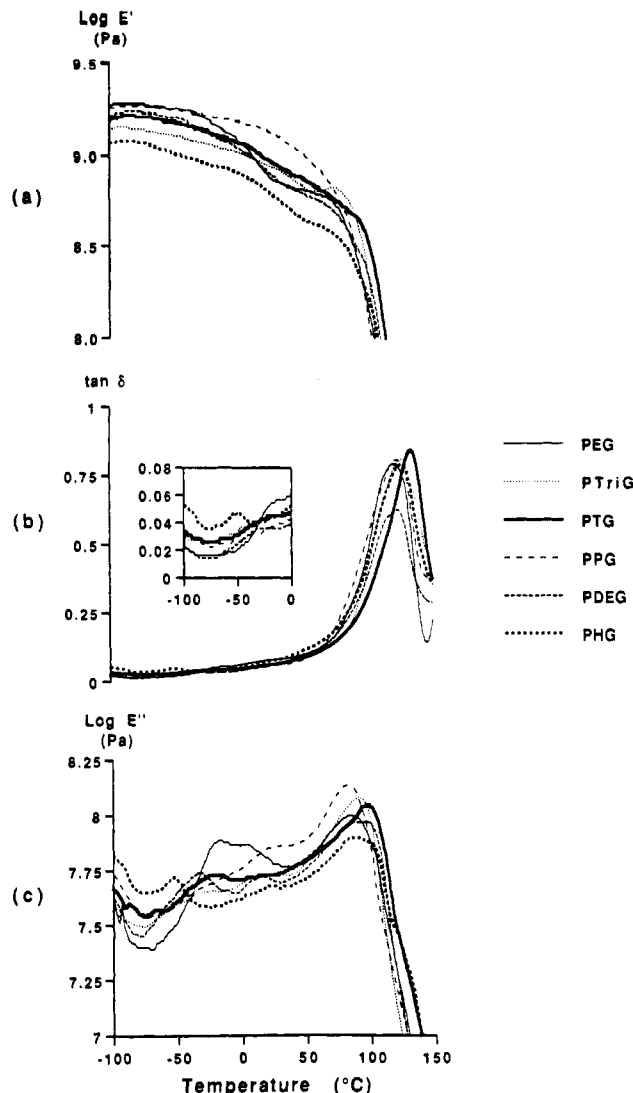 Log E'
(Pa)
9.5
9.0
(a)
8.5
8.0
tan δ
1
0.75
(b)
0.5
0.25
0
0.08
0.06
0.04
0.02
0
-100 -50 0
PEG
PTriG
PTG
PPG
PDEG
PHG
Log E''
(Pa)
8.25
8
7.75
(c)
7.5
7.25
7
-100 -50 0 50 100 150
Temperature (°C)